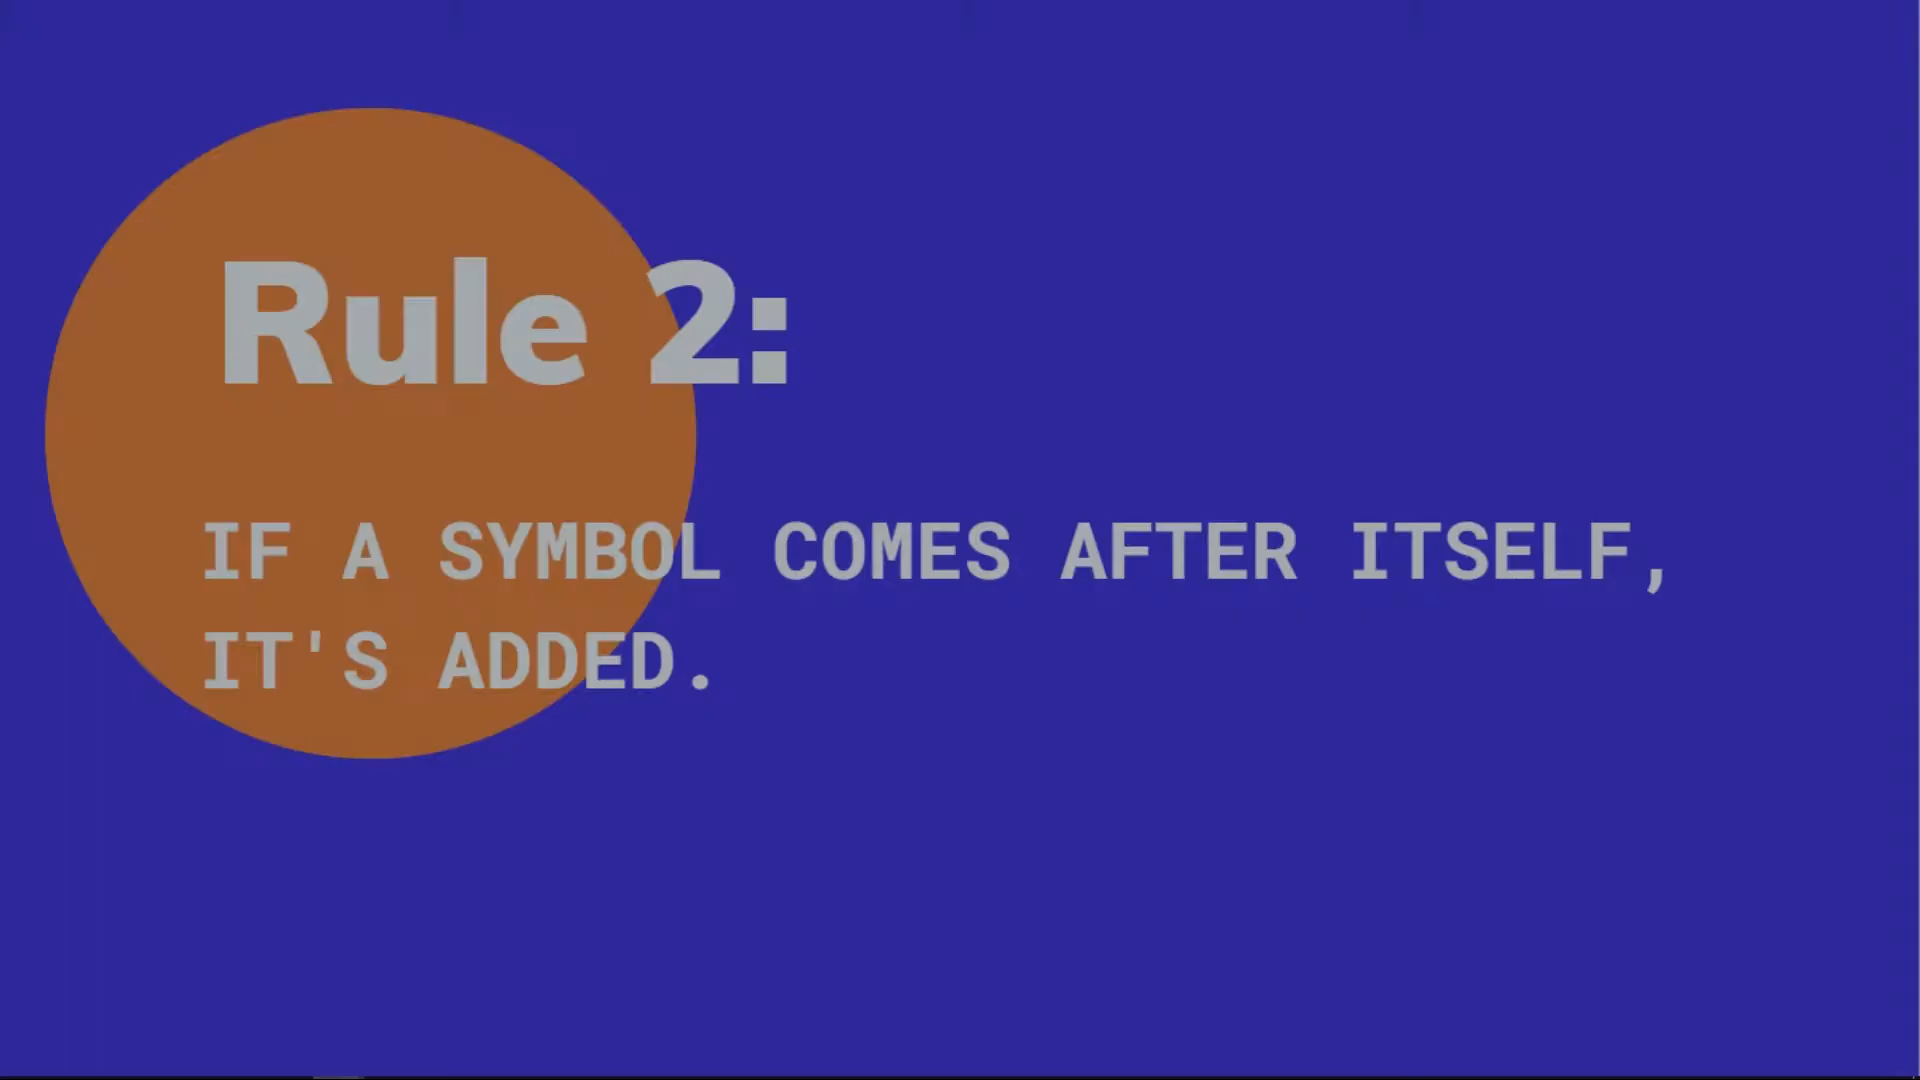 Rule 2:
IF A SYMBOL COMES AFTER ITSELF,
IT'S ADDED.